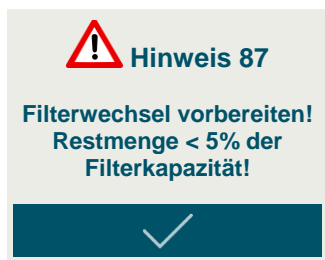 Hinweis 87
Filterwechsel vorbereiten!
Restmenge < 5% der
Filterkapazität!